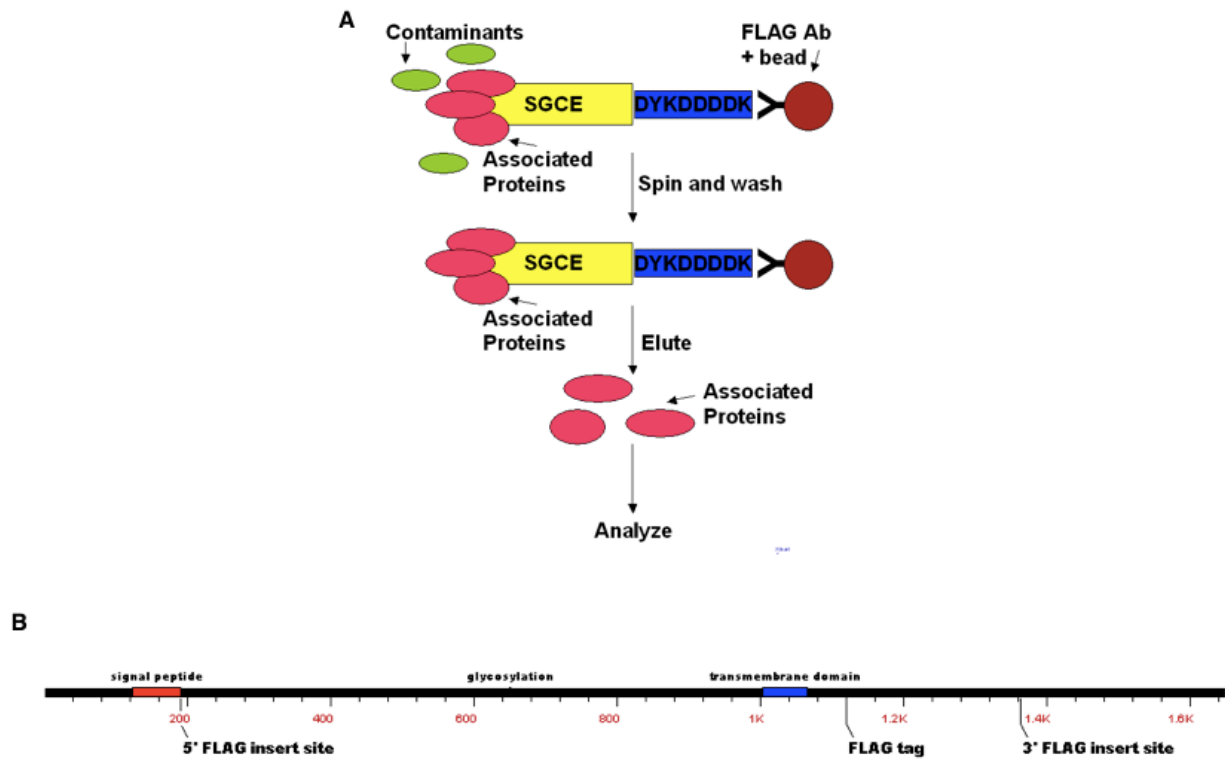 A
Contaminants
FLAG Ab
+ bead
SGCE
DYKDDDDK
Associated
Proteins
Spin and wash
SGCE
DYKDDDDK
Associated
Proteins
Elute
Associated
Proteins
Analyze
B
signal peptide
glycosylation
transmembrane domain
200
400
600
800
1K
1.2K
1.4K
1.6K
5' FLAG insert site
FLAG tag
3' FLAG insert site